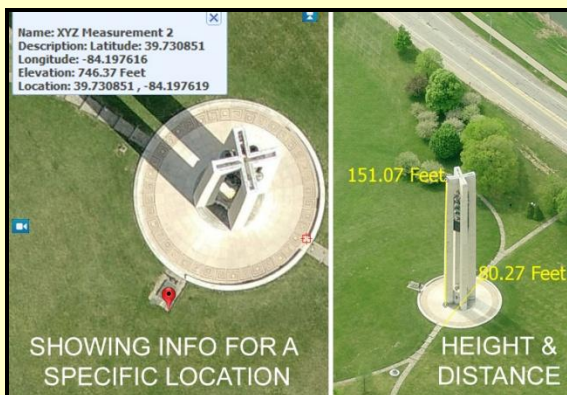 Name: XYZ Measurement 2
Description: Latitude: 39.730851
Longitude: -84.197616
Elevation: 746.37 Feet
Location: 39.730851 , -84.197619
SHOWING INFO FOR A
SPECIFIC LOCATION
151.07 Feet
80.27 Feet
HEIGHT &
DISTANCE